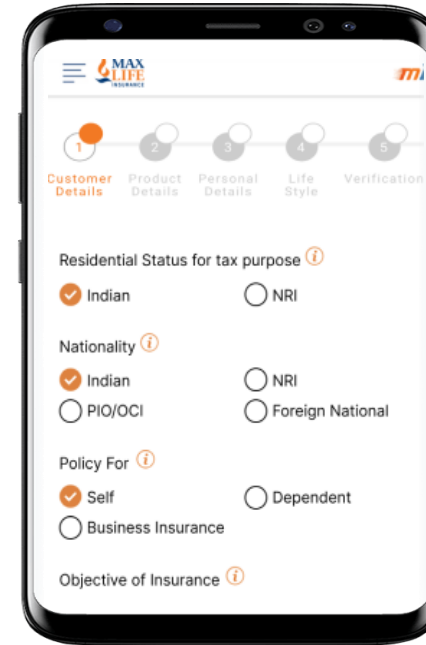 MAX
LIFE
INSURANCE
mi
1 2 3 4 5
Customer Details Product Details Personal Details Life Style Verification
Residential Status for tax purpose i
Indian NRI
Nationality i
Indian NRI
PIO/OCI Foreign National
Policy For i
Self Dependent
Business Insurance
Objective of Insurance i